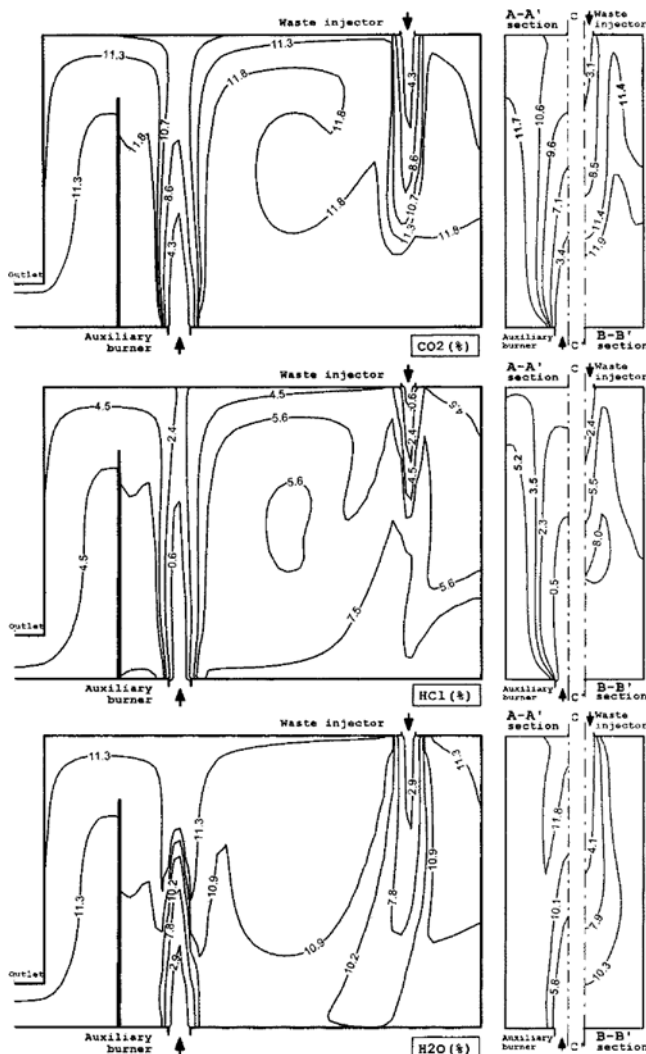 Waste injector
A-A' section
C
Waste injector
11.3
11.3
4.3
3.1
11.8
10.7
11.8
11.8
11.7
10.6
11.4
9.6
11.3
8.6
8.6
8.5
10.7
11.8
11.3
11.8
7.1
4.3
11.4
11.9
3.4
Outlet
Auxiliary burner
CO2(%)
Auxiliary burner
C'
B-B' section
Waste injector
A-A' section
C
Waste injector
4.5
4.5
0.6
4.5
2.4
2.4
2.4
5.6
5.2
3.5
4.5
5.5
5.6
2.3
8.0
4.5
0.6
0.5
5.6
7.5
Outlet
Auxiliary burner
HCl(%)
Auxiliary burner
C'
B-B' section
Waste injector
A-A' section
C
Waste injector
11.3
11.3
2.9
11.3
11.8
4.1
10.2
10.9
10.9
11.3
7.8
10.1
7.8
10.9
7.9
2.9
10.2
10.3
5.8
Outlet
Auxiliary burner
H2O(%)
Auxiliary burner
C'
B-B' section